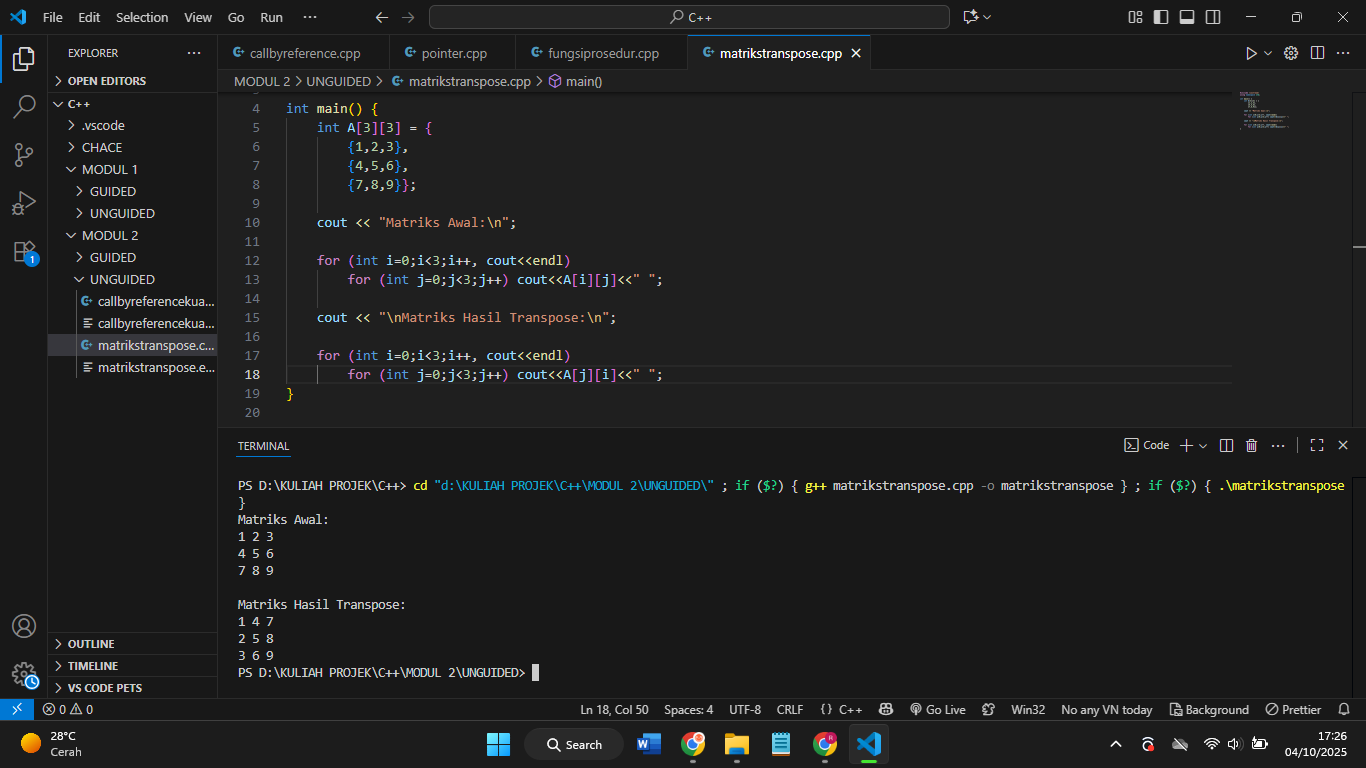 File Edit Selection View Go Run ··· C++
EXPLORER ···
OPEN EDITORS
C++
.vscode
CHACE
MODUL 1
GUIDED
UNGUIDED
MODUL 2
GUIDED
UNGUIDED
callbyreferencekua...
callbyreferencekua...
matrikstranspose.c...
matrikstranspose.e...
OUTLINE
TIMELINE
VS CODE PETS
1
callbyreference.cpp pointer.cpp fungsiprosedur.cpp matrikstranspose.cpp
MODUL 2 > UNGUIDED > matrikstranspose.cpp > main()
4 int main() {
5 int A[3][3] = {
6 {1,2,3},
7 {4,5,6},
8 {7,8,9}};
9
10 cout << "Matriks Awal:\n";
11
12 for (int i=0;i<3;i++, cout<<endl)
13 for (int j=0;j<3;j++) cout<<A[i][j]<<" ";
14
15 cout << "\nMatriks Hasil Transpose:\n";
16
17 for (int i=0;i<3;i++, cout<<endl)
18 for (int j=0;j<3;j++) cout<<A[j][i]<<" ";
19 }
20
TERMINAL
Code
PS D:\KULIAH PROJEK\C++> cd "d:\KULIAH PROJEK\C++\MODUL 2\UNGUIDED\" ; if ($?) { g++ matrikstranspose.cpp -o matrikstranspose } ; if ($?) { .\matrikstranspose
}
Matriks Awal:
1 2 3
4 5 6
7 8 9
Matriks Hasil Transpose:
1 4 7
2 5 8
3 6 9
PS D:\KULIAH PROJEK\C++\MODUL 2\UNGUIDED>
0 0 Ln 18, Col 50 Spaces: 4 UTF-8 CRLF {} C++ Go Live Win32 No any VN today Background Prettier
28°C
Cerah
Search
17:26
04/10/2025